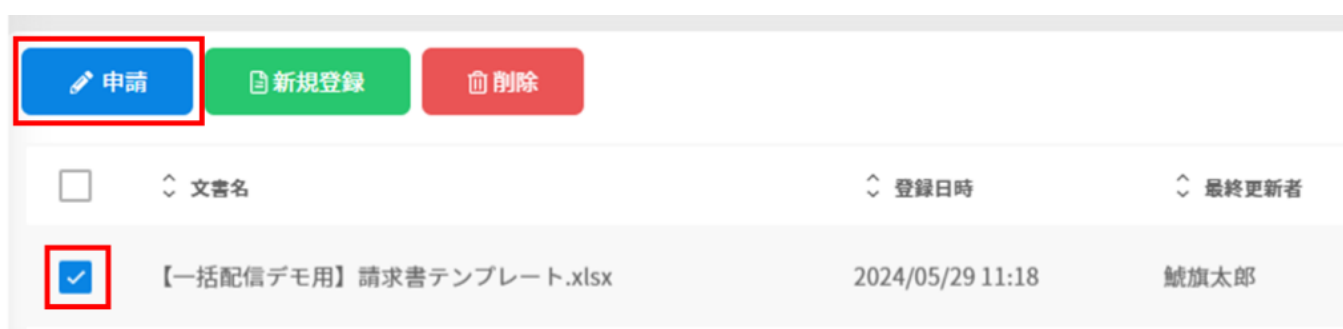 申請 新規登録 削除
文書名 登録日時 最終更新者
【一括配信デモ用】請求書テンプレート.xlsx 2024/05/29 11:18 鯱旗太郎